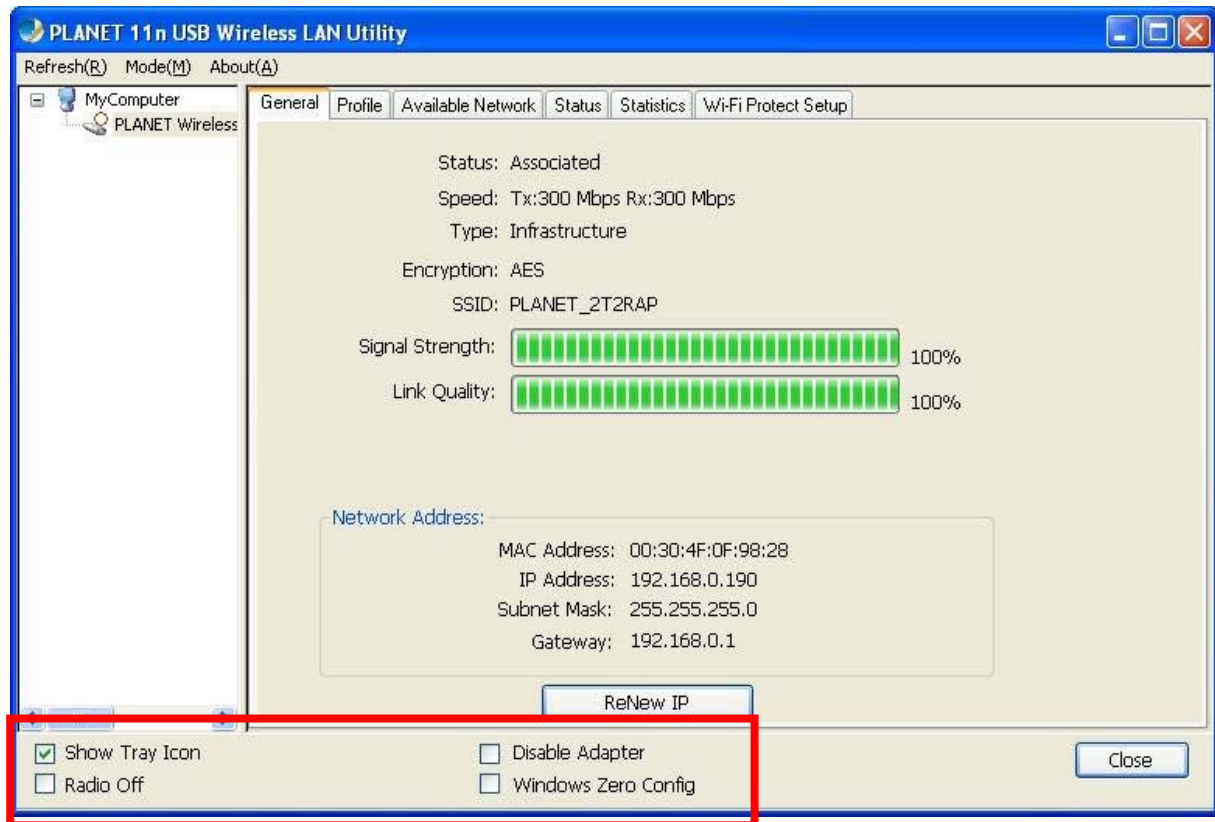 PLANET 11n USB Wireless LAN Utility
Refresh(R) Mode(M) About(A)
MyComputer
PLANET Wireless
General Profile Available Network Status Statistics Wi-Fi Protect Setup
Status: Associated
Speed: Tx:300 Mbps Rx:300 Mbps
Type: Infrastructure
Encryption: AES
SSID: PLANET_2T2RAP
Signal Strength: 100%
Link Quality: 100%
Network Address:
MAC Address: 00:30:4F:0F:98:28
IP Address: 192.168.0.190
Subnet Mask: 255.255.255.0
Gateway: 192.168.0.1
ReNew IP
Show Tray Icon Disable Adapter
Radio Off Windows Zero Config
Close